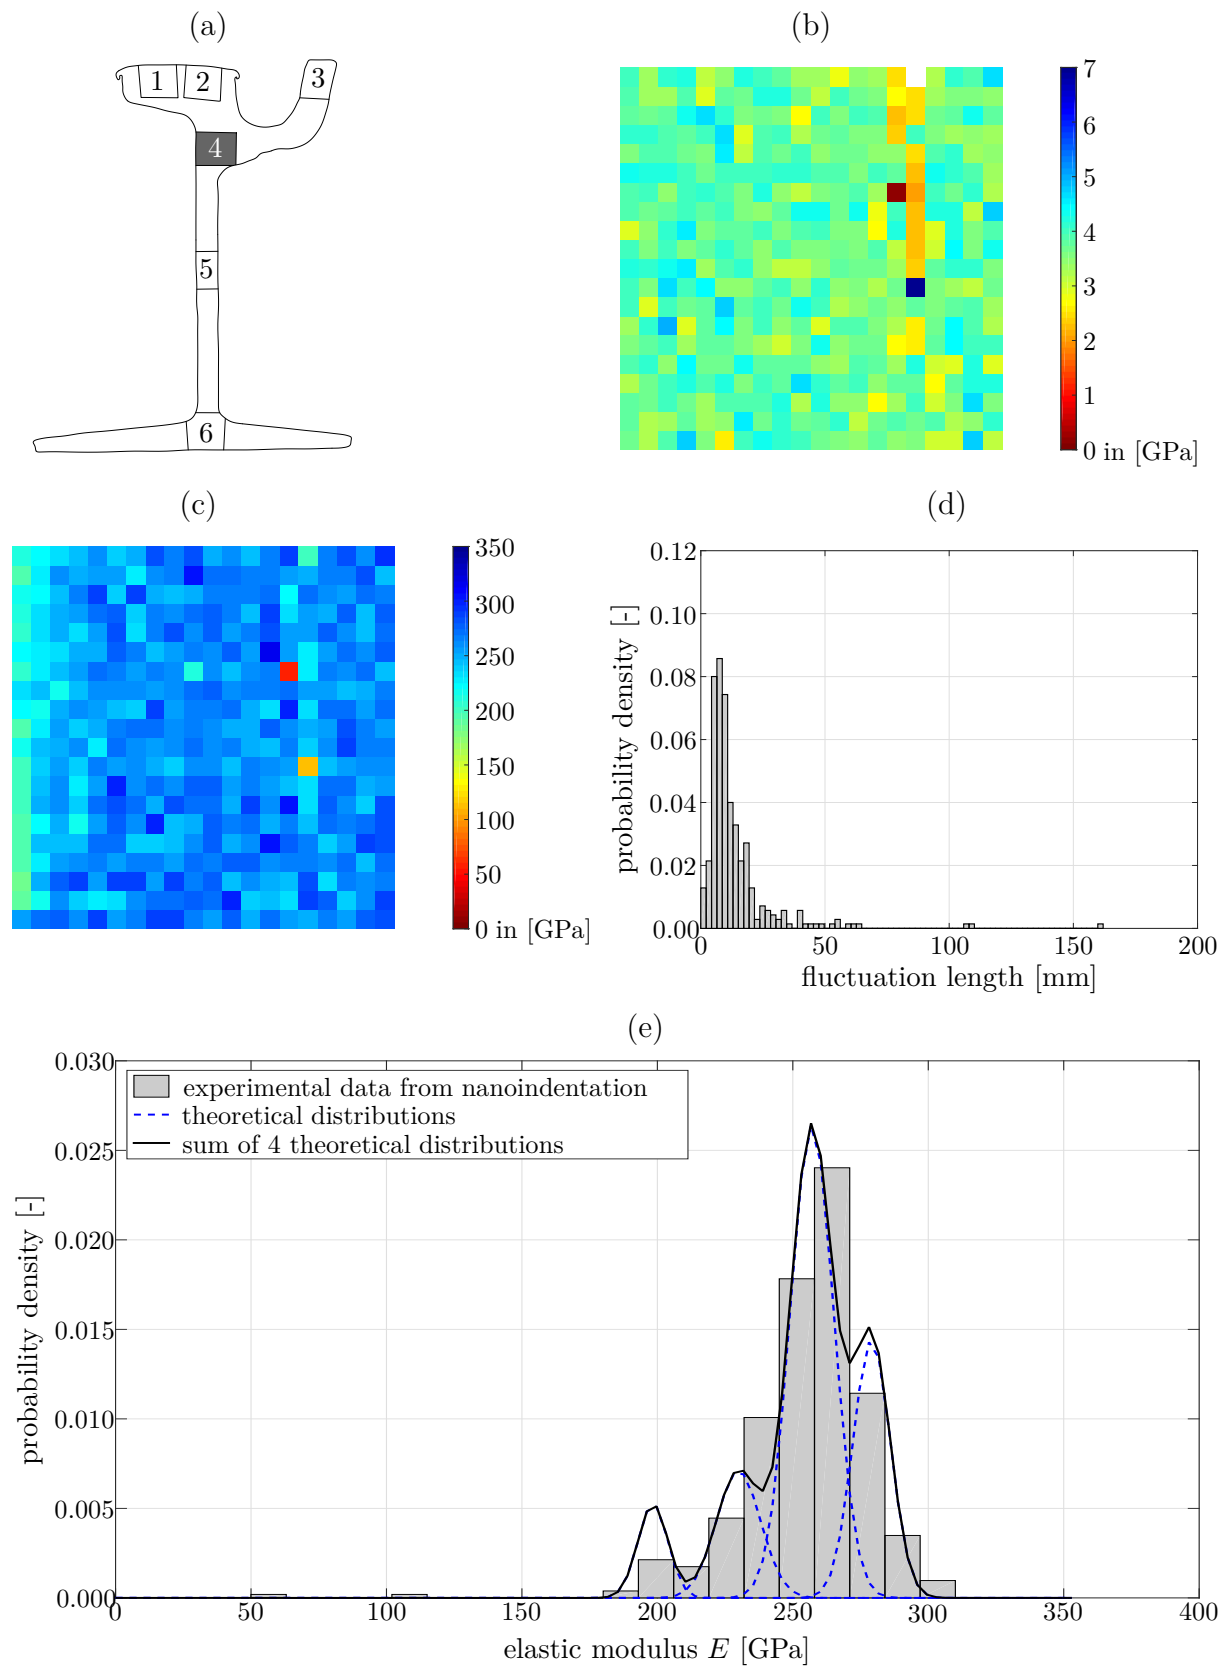 (a)
1
2
3
4
5
6
(b)
7
6
5
4
3
2
1
0 in [GPa]
(c)
350
300
250
200
150
100
50
0 in [GPa]
(d)
0.12
0.10
0.08
0.06
0.04
0.02
0.00
probability density [-]
0 50 100 150 200
fluctuation length [mm]
(e)
0.030
0.025
0.020
0.015
0.010
0.005
0.000
probability density [-]
experimental data from nanoindentation
theoretical distributions
sum of 4 theoretical distributions
0 50 100 150 200 250 300 350 400
elastic modulus E [GPa]